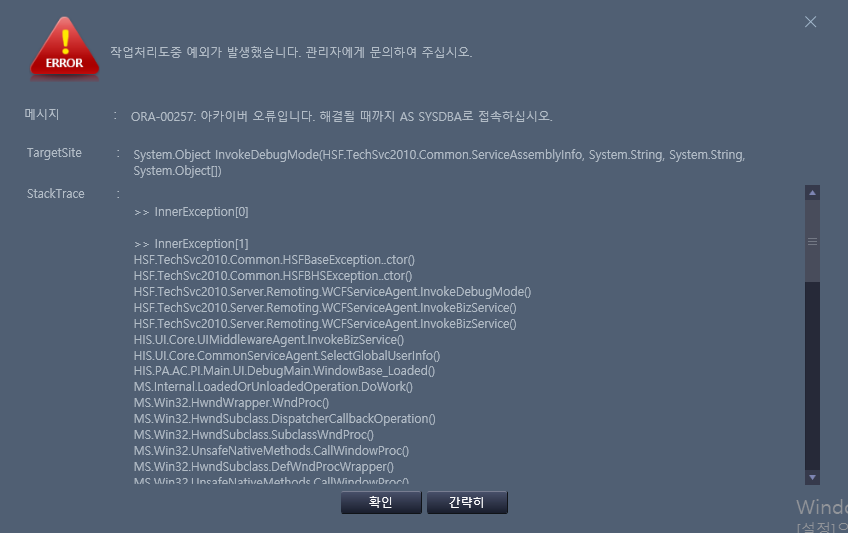 ERROR
작업처리도중 예외가 발생했습니다. 관리자에게 문의하여 주십시오.
메시지 : ORA-00257: 아카이버 오류입니다. 해결될 때까지 AS SYSDBA로 접속하십시오.
TargetSite : System.Object InvokeDebugMode(HSF.TechSvc2010.Common.ServiceAssemblyInfo, System.String, System.String,
System.Object[])
StackTrace :
>> InnerException[0]
>> InnerException[1]
HSF.TechSvc2010.Common.HSFBaseException..ctor()
HSF.TechSvc2010.Common.HSFBHSException..ctor()
HSF.TechSvc2010.Server.Remoting.WCFServiceAgent.InvokeDebugMode()
HSF.TechSvc2010.Server.Remoting.WCFServiceAgent.InvokeBizService()
HSF.TechSvc2010.Server.Remoting.WCFServiceAgent.InvokeBizService()
HIS.UI.Core.UIMiddlewareAgent.InvokeBizService()
HIS.UI.Core.CommonServiceAgent.SelectGlobalUserInfo()
HIS.PA.AC.PI.Main.UI.DebugMain.WindowBase_Loaded()
MS.Internal.LoadedOrUnloadedOperation.DoWork()
MS.Win32.HwndWrapper.WndProc()
MS.Win32.HwndSubclass.DispatcherCallbackOperation()
MS.Win32.HwndSubclass.SubclassWndProc()
MS.Win32.UnsafeNativeMethods.CallWindowProc()
MS.Win32.HwndSubclass.DefWndProcWrapper()
MS.Win32.UnsafeNativeMethods.CallWindowProc()
확인 간략히
Windo
[설정]으